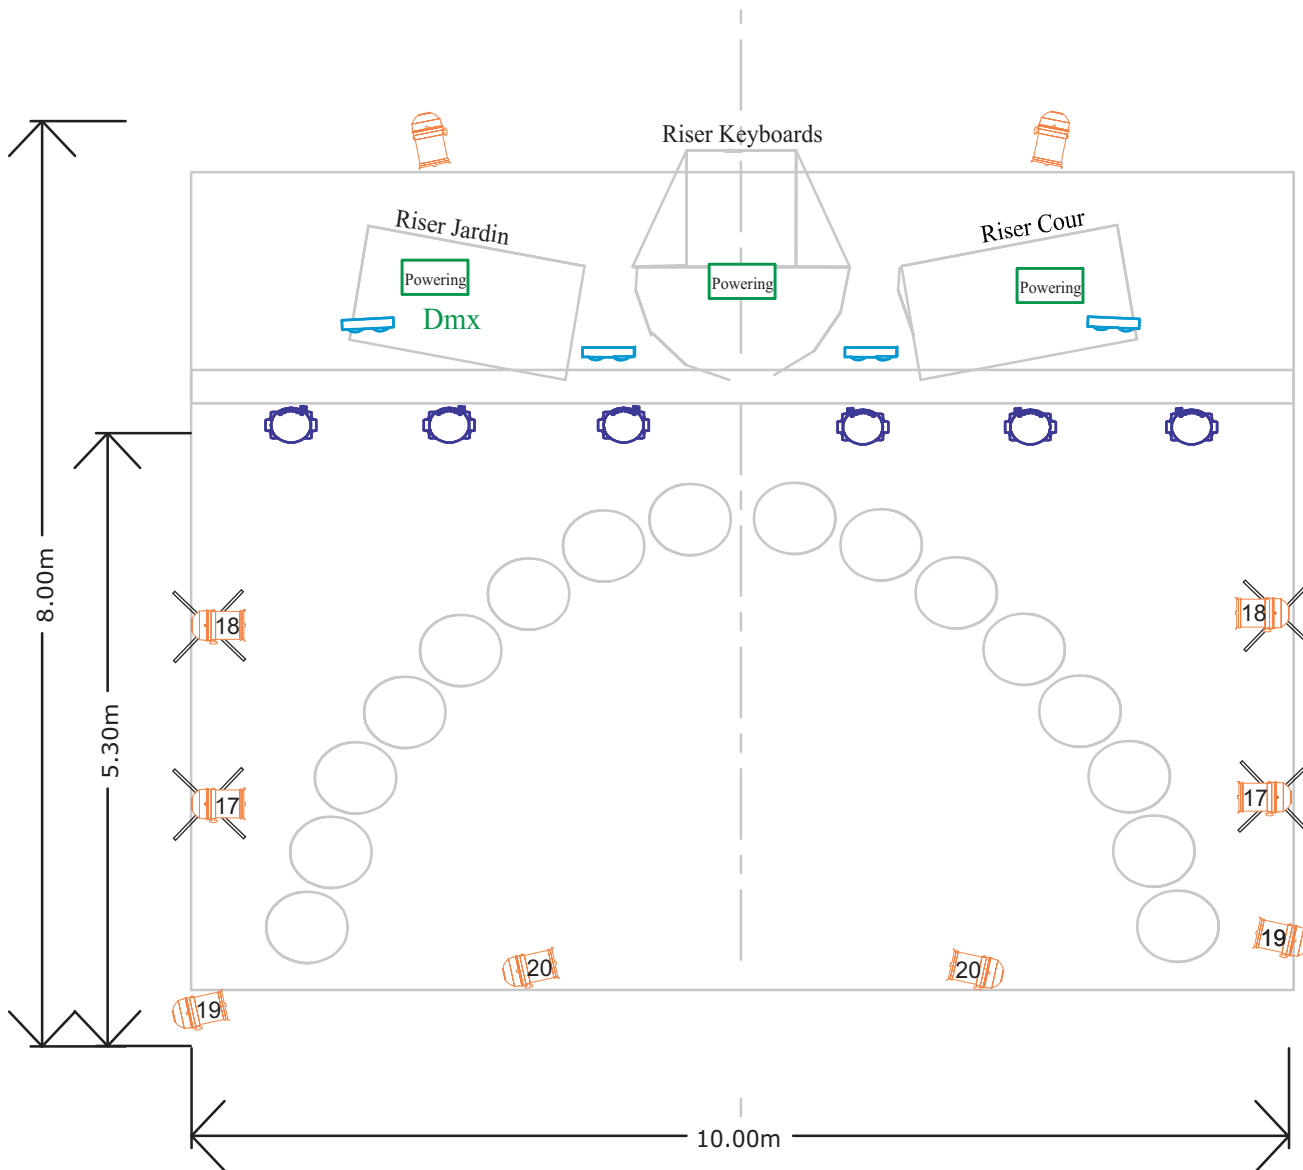 Riser Keyboards
Riser Jardin
Riser Cour
Powering
Powering
Powering
Dmx
8.00m
5.30m
18
18
17
17
19
20
20
19
10.00m